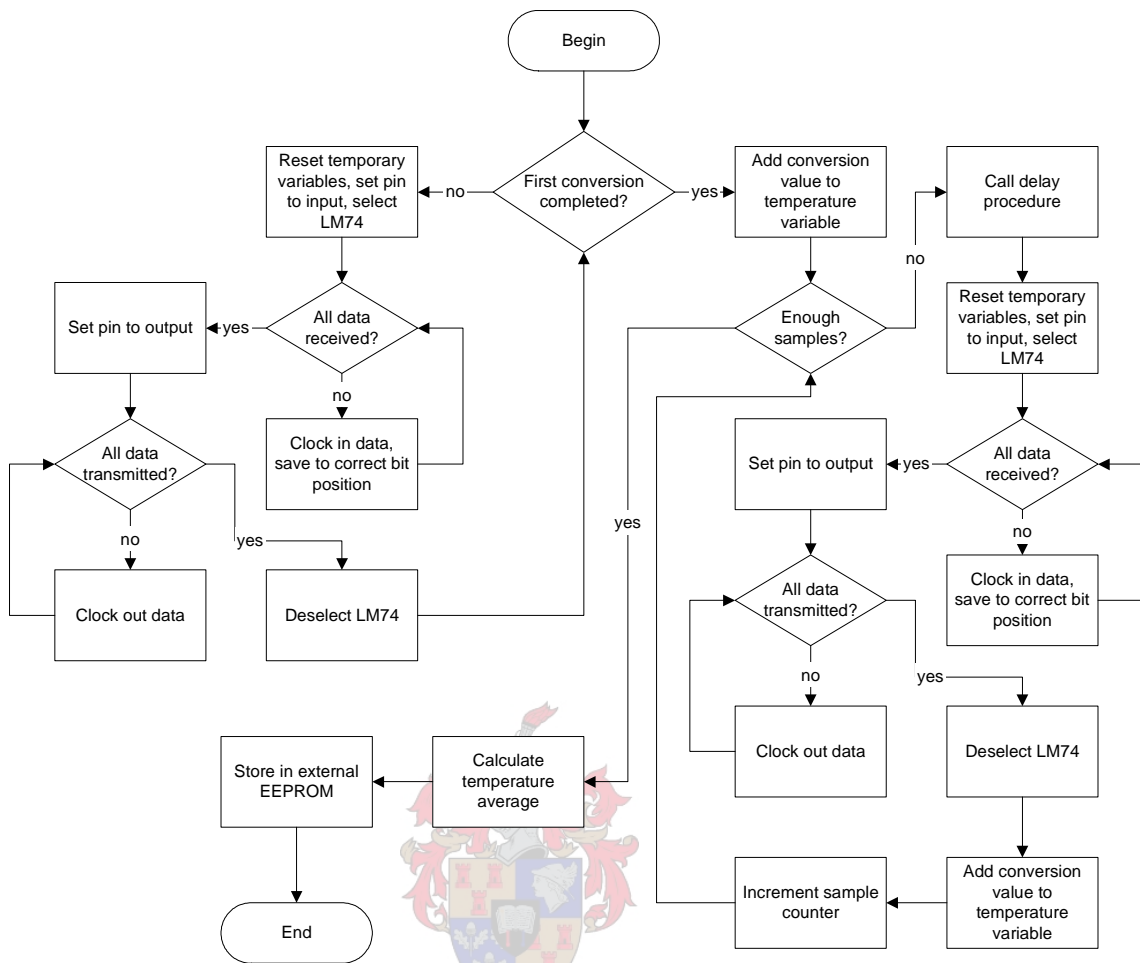 Begin
First conversion
completed?
no
yes
Reset temporary
variables, set pin
to input, select
LM74
Add conversion
value to
temperature
variable
Call delay
procedure
no
Set pin to output
yes
All data
received?
no
Enough
samples?
Reset temporary
variables, set pin
to input, select
LM74
All data
transmitted?
no
yes
Clock in data,
save to correct bit
position
yes
Set pin to output
yes
All data
received?
no
Clock out data
Deselect LM74
All data
transmitted?
no
yes
Clock in data,
save to correct bit
position
Store in external
EEPROM
Calculate
temperature
average
Clock out data
Deselect LM74
End
Increment sample
counter
Add conversion
value to
temperature
variable